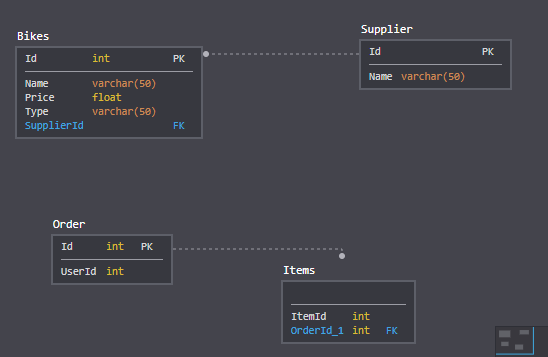 Bikes
Id int PK
Name varchar(50)
Price float
Type varchar(50)
SupplierId FK
Supplier
Id PK
Name varchar(50)
Order
Id int PK
UserId int
Items
ItemId int
OrderId_1 int FK